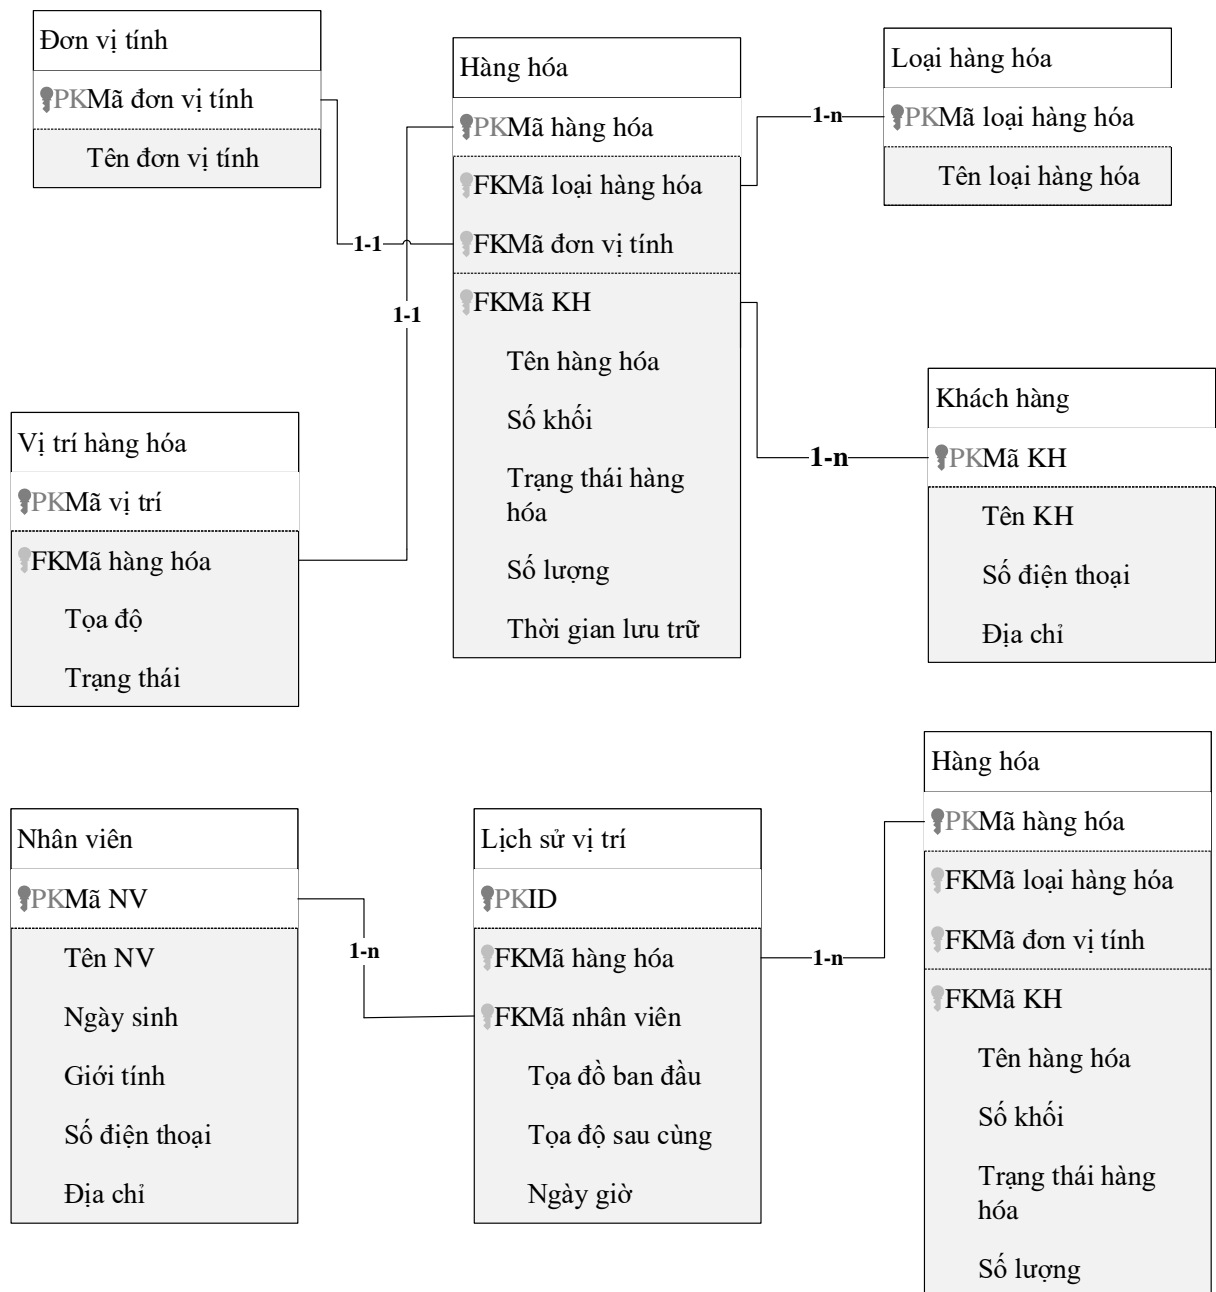 Đơn vị tính
PKMã đơn vị tính
Tên đơn vị tính
Hàng hóa
PKMã hàng hóa
FKMã loại hàng hóa
FKMã đơn vị tính
FKMã KH
Tên hàng hóa
Số khối
Trạng thái hàng
hóa
Số lượng
Thời gian lưu trữ
Loại hàng hóa
PKMã loại hàng hóa
Tên loại hàng hóa
1-n
1-1
1-1
1-n
Vị trí hàng hóa
PKMã vị trí
FKMã hàng hóa
Tọa độ
Trạng thái
Khách hàng
PKMã KH
Tên KH
Số điện thoại
Địa chỉ
Nhân viên
PKMã NV
Tên NV
Ngày sinh
Giới tính
Số điện thoại
Địa chỉ
1-n
Lịch sử vị trí
PKID
FKMã hàng hóa
FKMã nhân viên
Tọa đồ ban đầu
Tọa độ sau cùng
Ngày giờ
1-n
Hàng hóa
PKMã hàng hóa
FKMã loại hàng hóa
FKMã đơn vị tính
FKMã KH
Tên hàng hóa
Số khối
Trạng thái hàng
hóa
Số lượng